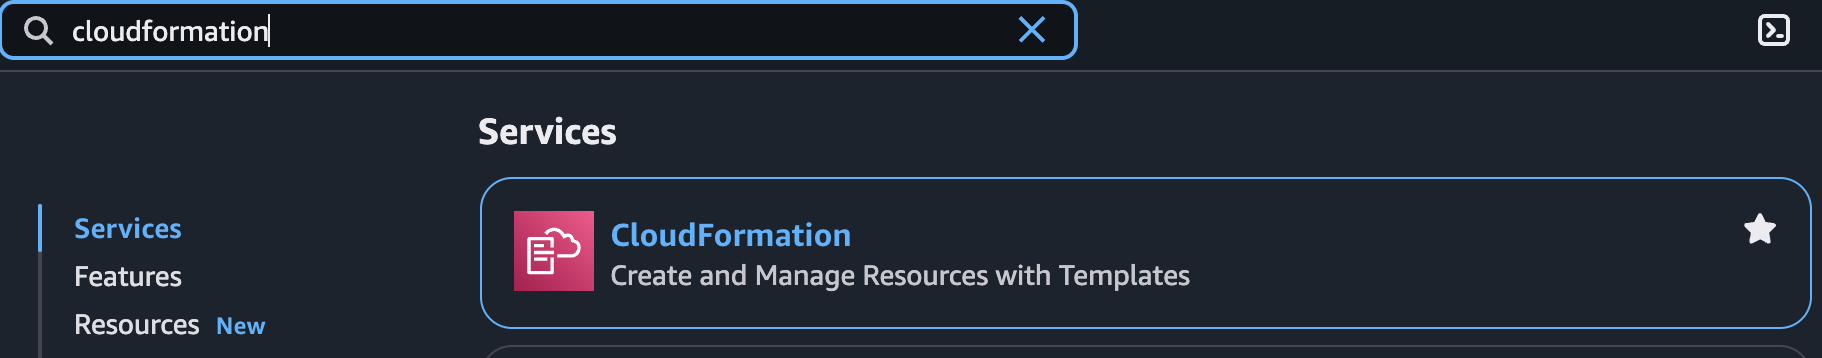 cloudformation
Services
Services
Features
Resources New
CloudFormation
Create and Manage Resources with Templates